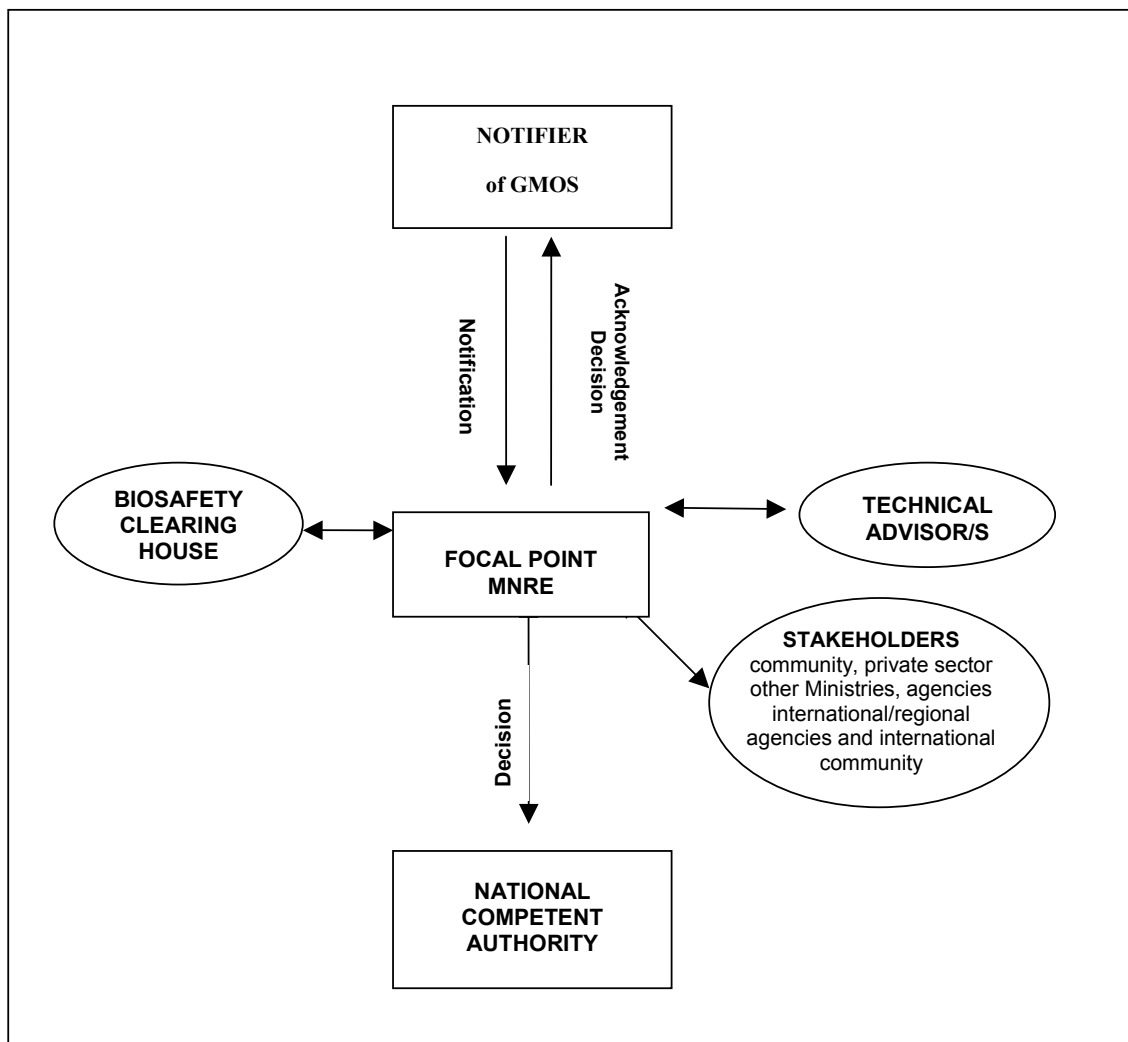 NOTIFIER
of GMOS
Notification
Acknowledgement
Decision
BIOSAFETY
CLEARING
HOUSE
FOCAL POINT
MNRE
TECHNICAL
ADVISOR/S
STAKEHOLDERS
community, private sector
other Ministries, agencies
international/regional
agencies and international
community
Decision
NATIONAL
COMPETENT
AUTHORITY